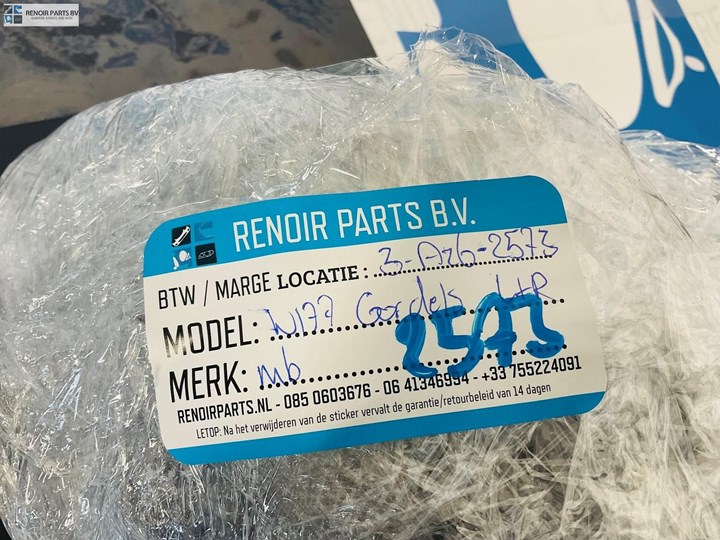 RENOIR PARTS BV
RENOIR PARTS B.V.
BTW / MARGE LOCATIE : 3-A26-2573
MODEL: W177 Gordels L+R
2573
MERK: mb
RENOIRPARTS.NL - 085 0603676 - 06 41346994 - +33 755224091
LETOP: Na het verwijderen van de sticker vervalt de garantie/retourbeleid van 14 dagen